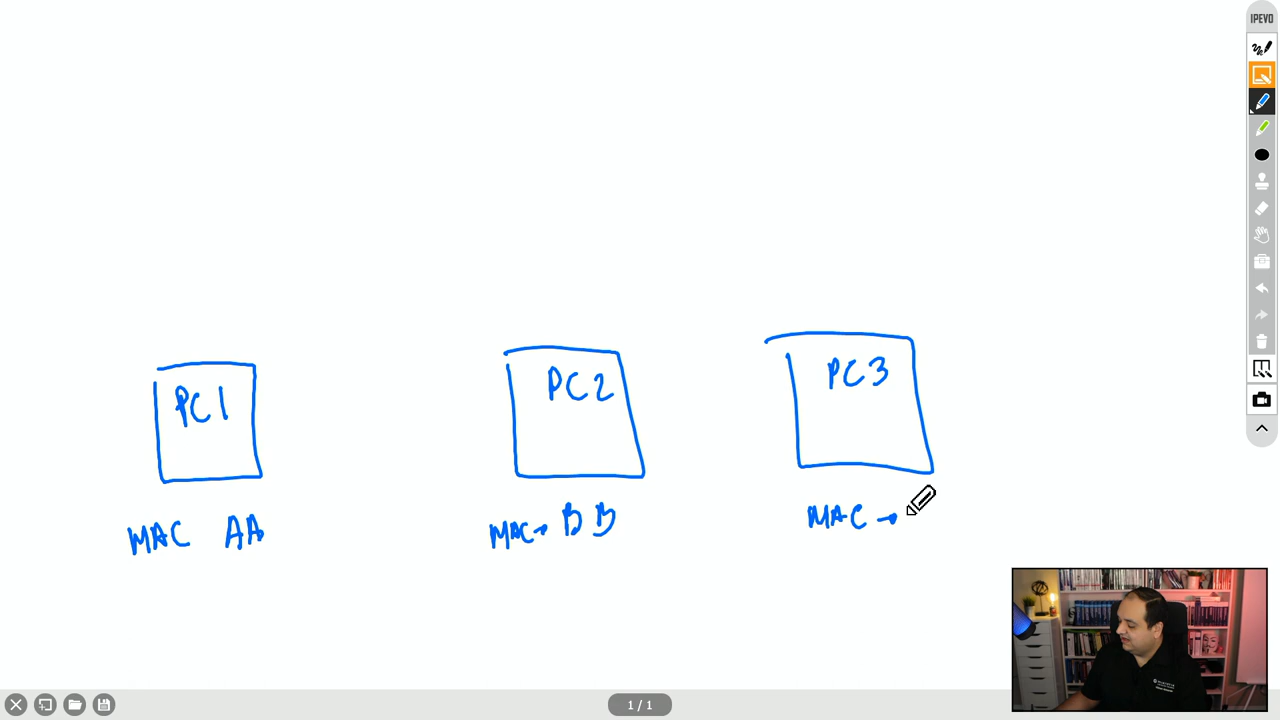 IPEVO
PC1
PC2
PC3
MAC AA
MAC→ BB
MAC →
1 / 1